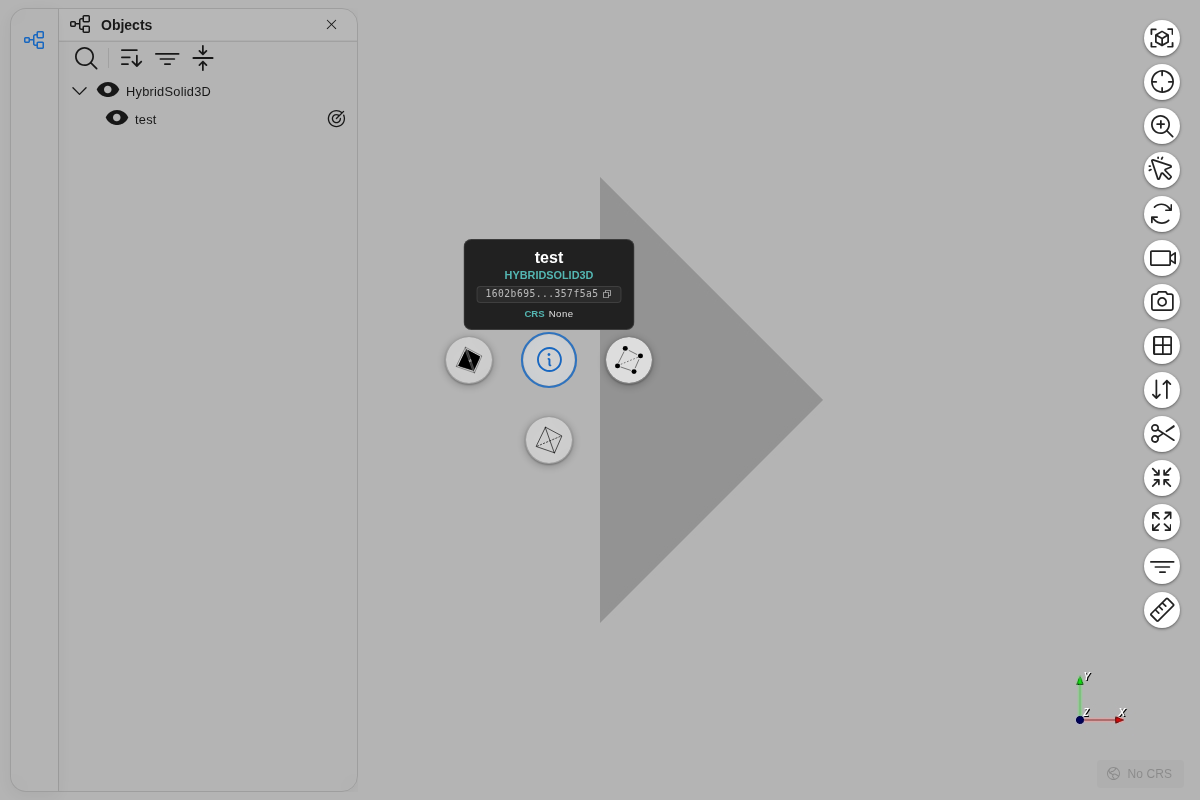 Objects
HybridSolid3D
test
test
HYBRIDSOLID3D
1602b695...357f5a5
CRS None
Y
Z
X
No CRS